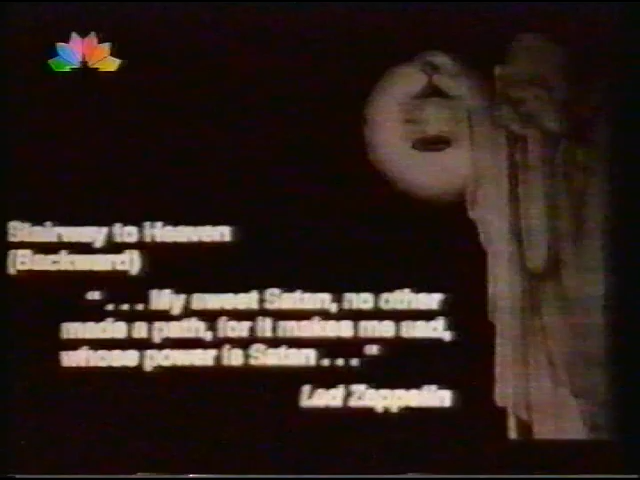 Stairway to Heaven
(Backward)
“ . . . My sweet Satan, no other
made a path, for it makes me sad,
whose power is Satan . . . ”
Led Zeppelin